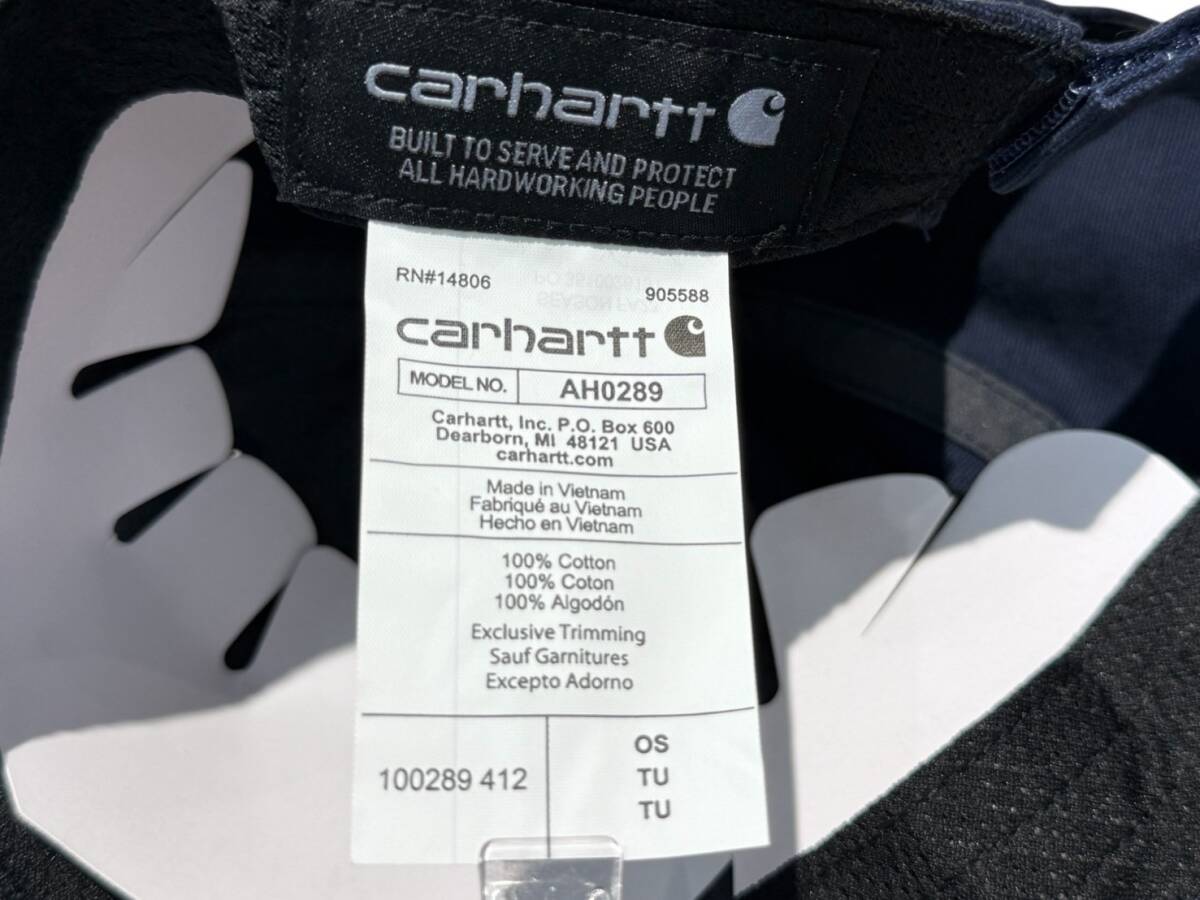 carhartt
BUILT TO SERVE AND PROTECT
ALL HARDWORKING PEOPLE
RN#14806
905588
carhartt
MODEL NO. AH0289
Carhartt, Inc. P.O. Box 600
Dearborn, MI 48121 USA
carhartt.com
Made in Vietnam
Fabriqué au Vietnam
Hecho en Vietnam
100% Cotton
100% Coton
100% Algodón
Exclusive Trimming
Sauf Garnitures
Excepto Adorno
100289 412
OS
TU
TU